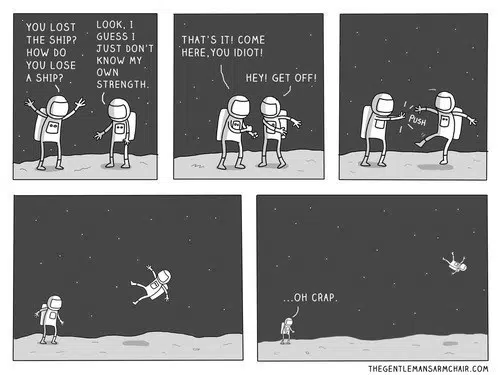 YOU LOST
THE SHIP?
HOW DO
YOU LOSE
A SHIP?
LOOK, I
GUESS I
JUST DON'T
KNOW MY
OWN
STRENGTH.
THAT'S IT! COME
HERE, YOU IDIOT!
HEY! GET OFF!
PUSH
...OH CRAP.
THEGENTLEMANSARMCHAIR.COM